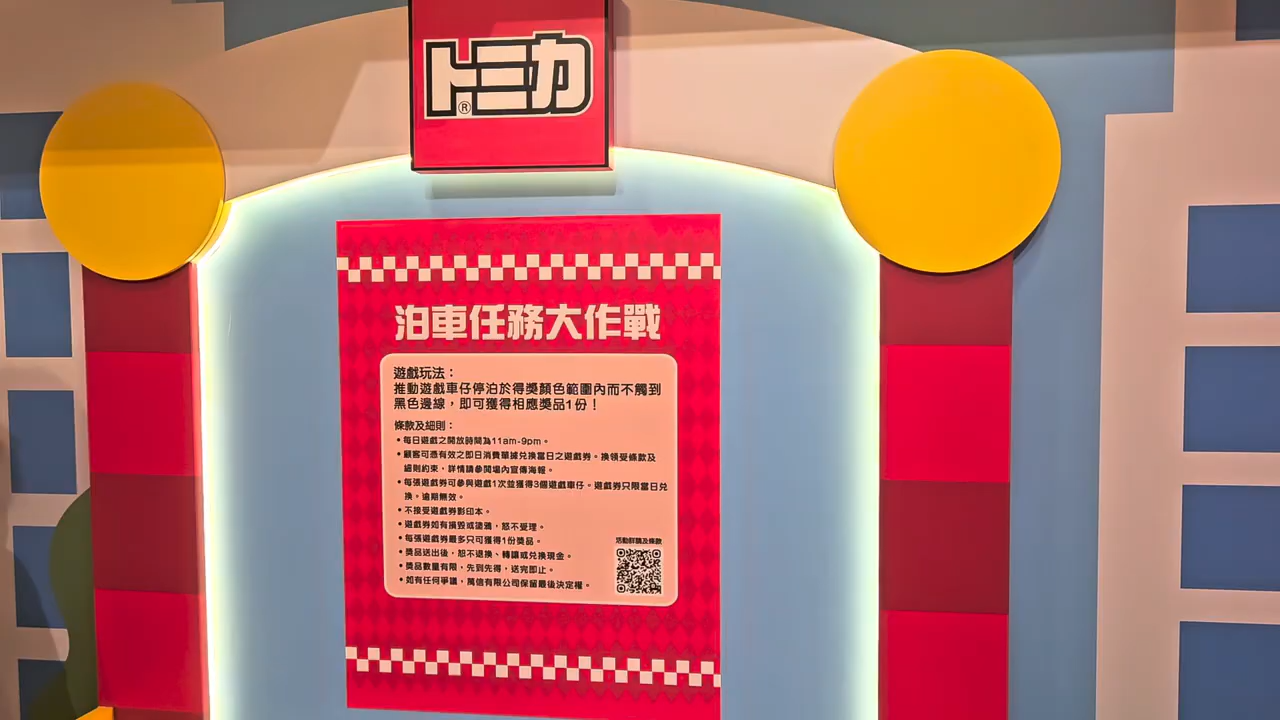 トミカ
®
泊車任務大作戰
遊戲玩法：
推動遊戲車仔停泊於得獎顏色範圍內而不觸到
黑色邊線，即可獲得相應獎品1份！
條款及細則：
•每日遊戲之開放時間為11am-9pm。
•顧客可憑有效之即日消費單據兌換當日之遊戲券。換領受條款及
細則約束，詳情請參閱場內宣傳海報。
•每張遊戲券可參與遊戲1次並獲得3個遊戲車仔。遊戲券只限當日兌
換。逾期無效。
•不接受遊戲券影印本。
•遊戲券如有損毀或塗鴉，恕不受理。
•每張遊戲券最多只可獲得1份獎品。
•獎品送出後，恕不退換、轉讓或兌換現金。
•獎品數量有限，先到先得，送完即止。
•如有任何爭議，萬信有限公司保留最後決定權。
活動詳請及條款